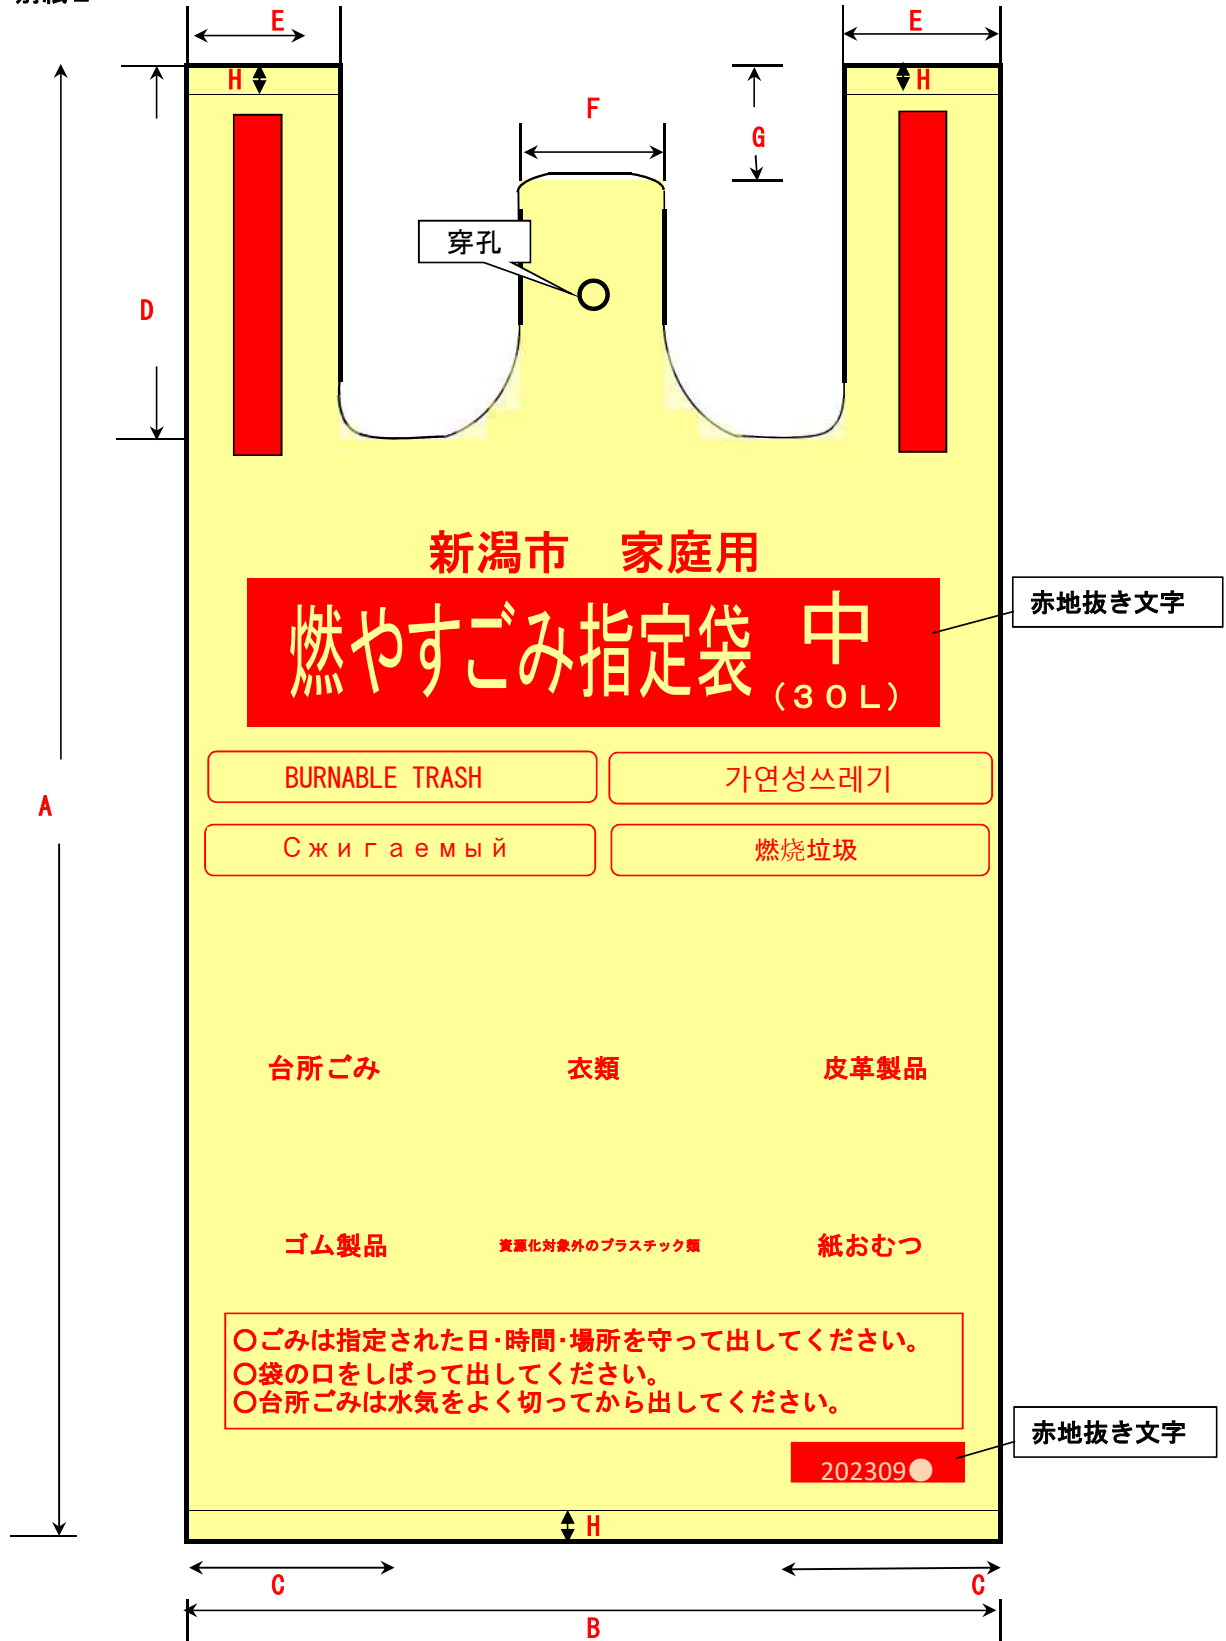 E
E
H
H
F
G
穿孔
D
新潟市　家庭用
燃やすごみ指定袋 中
（３０Ｌ）
赤地抜き文字
BURNABLE TRASH
가연성쓰레기
A
Сжигаемый
燃烧垃圾
台所ごみ
衣類
皮革製品
ゴム製品
資源化対象外のプラスチック類
紙おむつ
○ごみは指定された日・時間・場所を守って出してください。
○袋の口をしばって出してください。
○台所ごみは水気をよく切ってから出してください。
赤地抜き文字
202309●
H
C
C
B